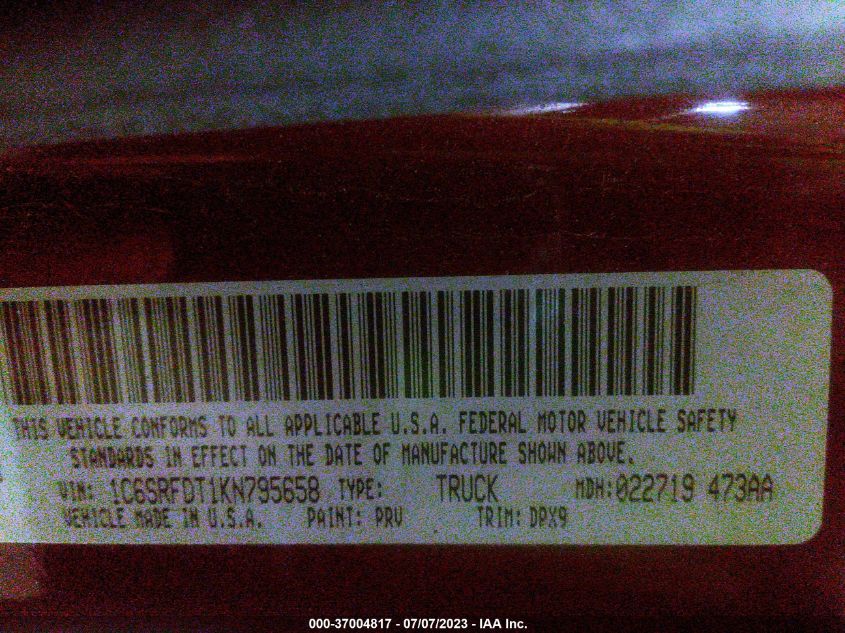 THIS VEHICLE CONFORMS TO ALL APPLICABLE U.S.A. FEDERAL MOTOR VEHICLE SAFETY
STANDARDS IN EFFECT ON THE DATE OF MANUFACTURE SHOWN ABOVE.
VIN: 1C6SRFDT1KN795658 TYPE: TRUCK MDH:022719 473AA
VEHICLE MADE IN U.S.A. PAINT: PRV TRIM: DPX9
000-37004817 - 07/07/2023 - IAA Inc.